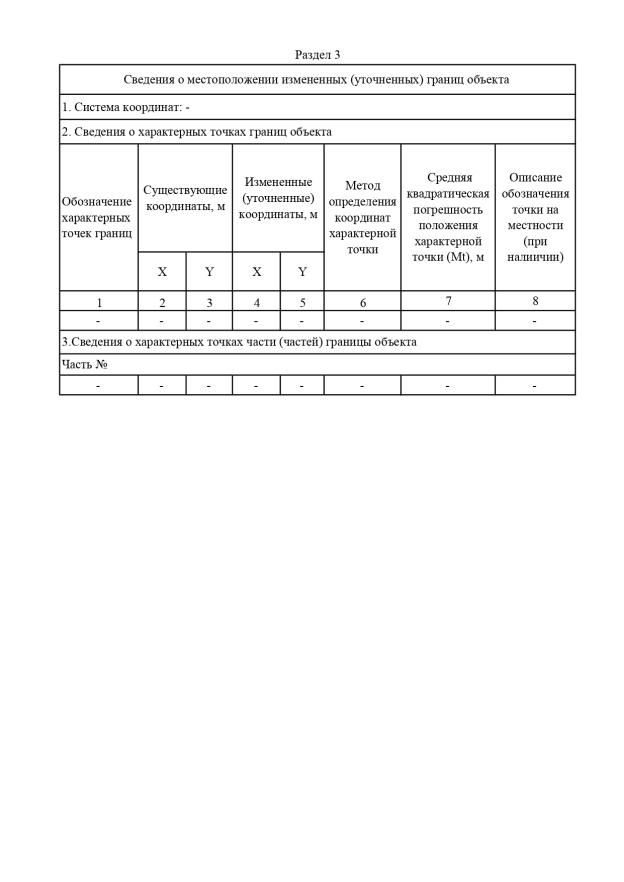 Раздел 3
Сведения о местоположении измененных (уточненных) границ объекта
1. Система координат: -
2. Сведения о характерных точках границ объекта
Обозначение
характерных
точек границ
Существующие
координаты, м
Измененные
(уточненные)
координаты, м
Метод
определения
координат
характерной
точки
Средняя
квадратическая
погрешность
положения
характерной
точки (Mt), м
Описание
обозначения
точки на
местности
(при
налиичии)
X Y X Y
1 2 3 4 5 6 7 8
- - - - - - - -
3.Сведения о характерных точках части (частей) границы объекта
Часть №
- - - - - - - -